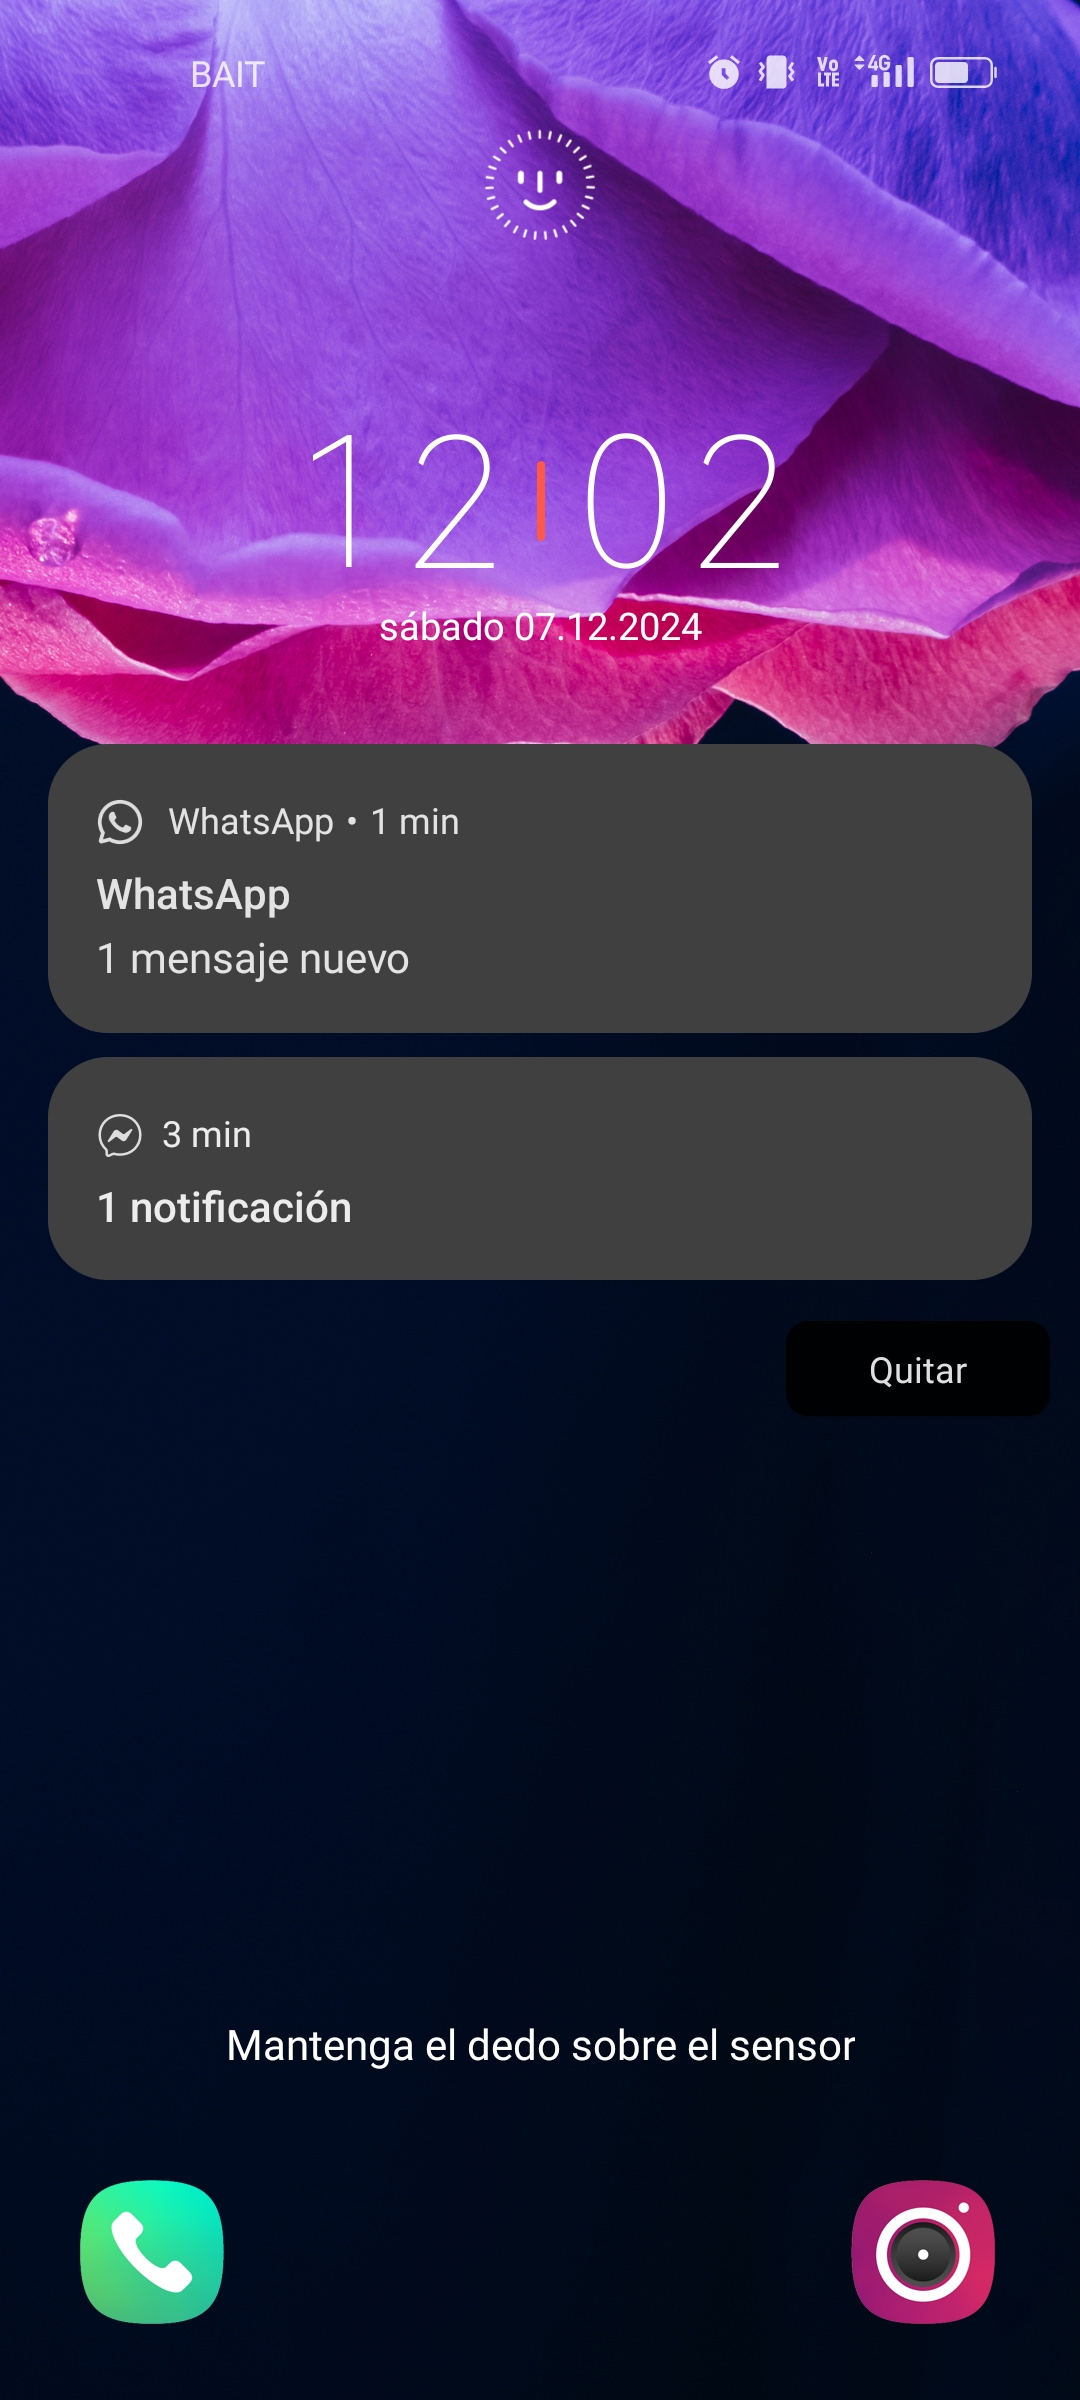 BAIT
Vo LTE
4G
12:02
sábado 07.12.2024
WhatsApp • 1 min
WhatsApp
1 mensaje nuevo
3 min
1 notificación
Quitar
Mantenga el dedo sobre el sensor